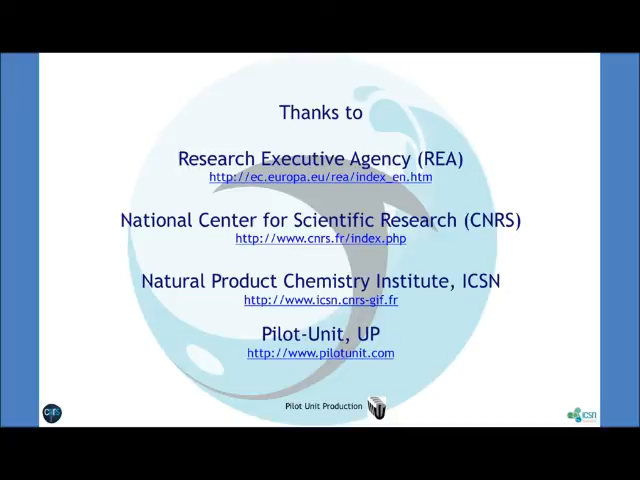 Thanks to
Research Executive Agency (REA)
http://ec.europa.eu/rea/index_en.htm
National Center for Scientific Research (CNRS)
http://www.cnrs.fr/index.php
Natural Product Chemistry Institute, ICSN
http://www.icsn.cnrs-gif.fr
Pilot-Unit, UP
http://www.pilotunit.com
Pilot Unit Production
cnrs
ICSN